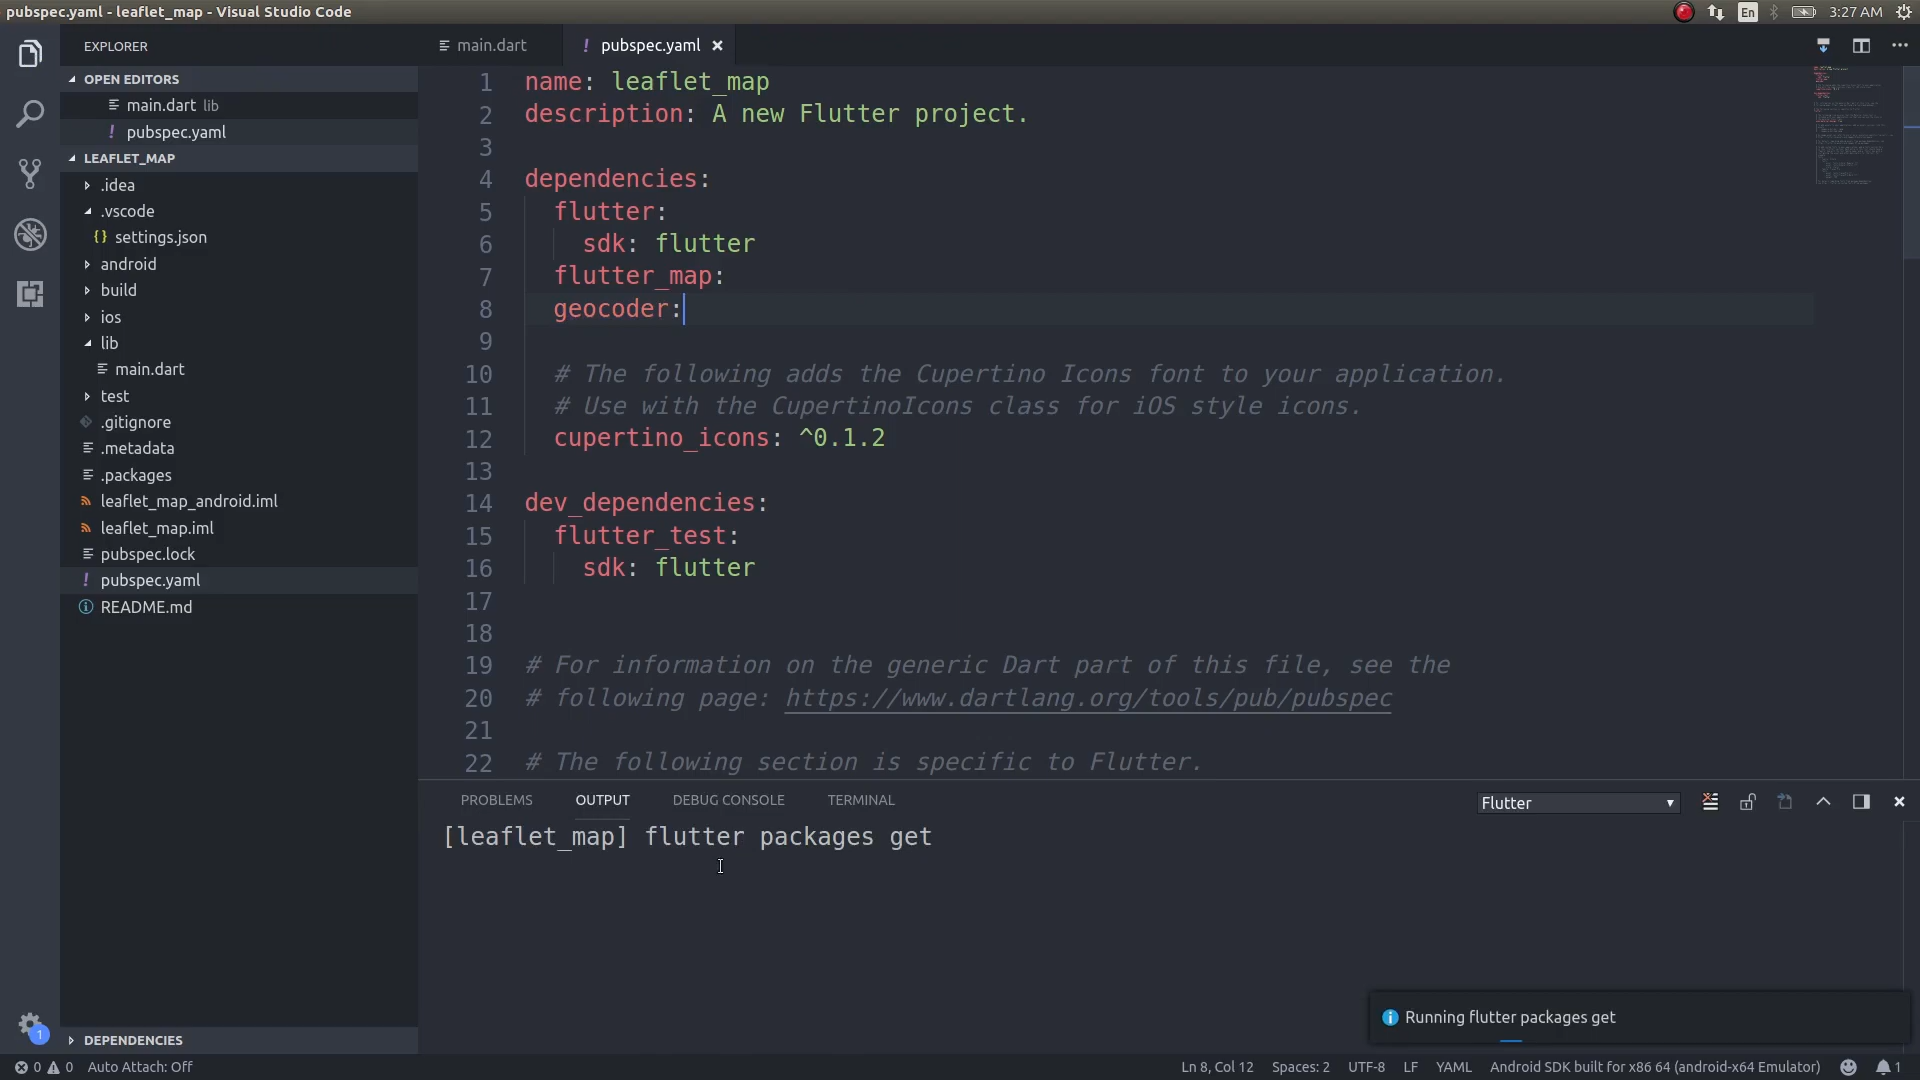 pubspec.yaml - leaflet_map - Visual Studio Code
En
3:27 AM
EXPLORER
main.dart
! pubspec.yaml ×
OPEN EDITORS
main.dart lib
! pubspec.yaml
LEAFLET_MAP
.idea
.vscode
{} settings.json
android
build
ios
lib
main.dart
test
.gitignore
.metadata
.packages
leaflet_map_android.iml
leaflet_map.iml
pubspec.lock
! pubspec.yaml
README.md
1
DEPENDENCIES
1 name: leaflet_map
2 description: A new Flutter project.
3
4 dependencies:
5 flutter:
6 sdk: flutter
7 flutter_map:
8 geocoder:
9
10 # The following adds the Cupertino Icons font to your application.
11 # Use with the CupertinoIcons class for iOS style icons.
12 cupertino_icons: ^0.1.2
13
14 dev_dependencies:
15 flutter_test:
16 sdk: flutter
17
18
19 # For information on the generic Dart part of this file, see the
20 # following page: https://www.dartlang.org/tools/pub/pubspec
21
22 # The following section is specific to Flutter.
PROBLEMS OUTPUT DEBUG CONSOLE TERMINAL
Flutter
[leaflet_map] flutter packages get
Running flutter packages get
0 0 Auto Attach: Off
Ln 8, Col 12 Spaces: 2 UTF-8 LF YAML Android SDK built for x86 64 (android-x64 Emulator) 1